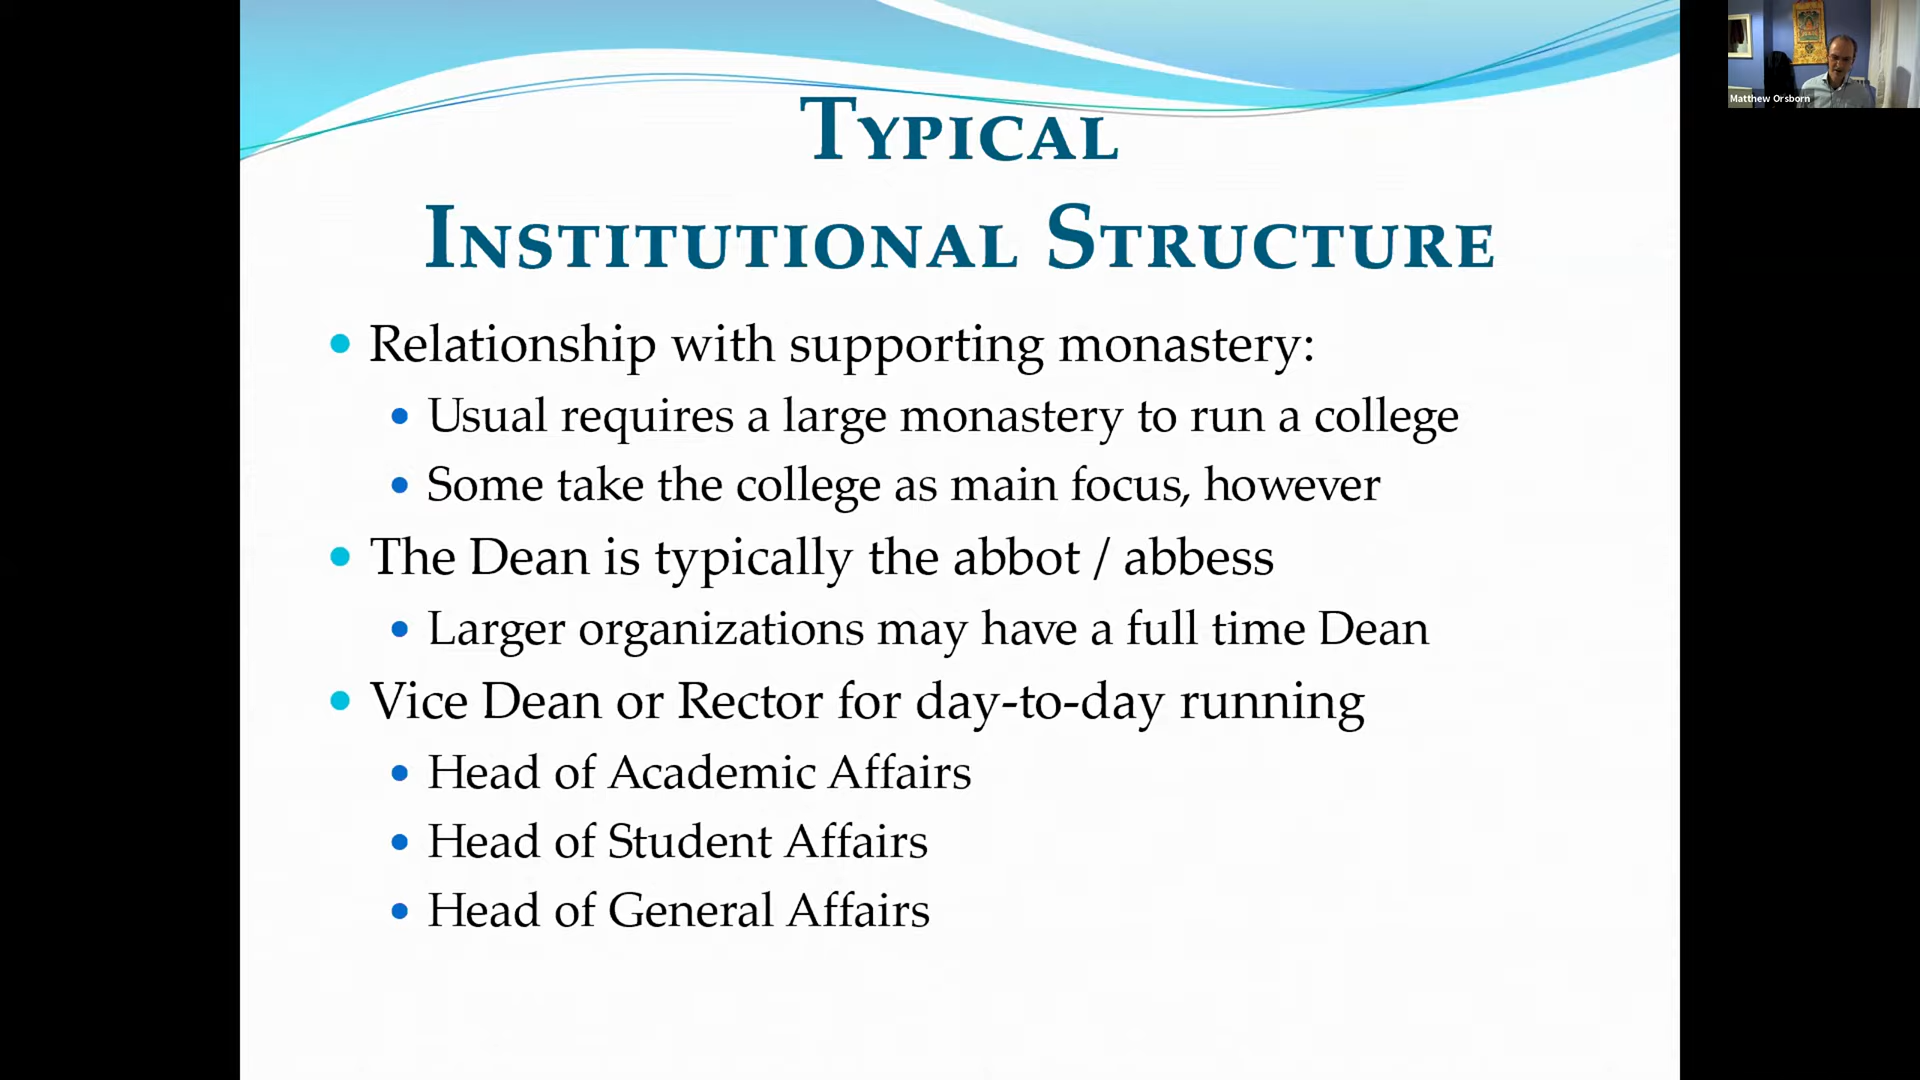 Typical
Institutional Structure
• Relationship with supporting monastery:
• Usual requires a large monastery to run a college
• Some take the college as main focus, however
• The Dean is typically the abbot / abbess
• Larger organizations may have a full time Dean
• Vice Dean or Rector for day-to-day running
• Head of Academic Affairs
• Head of Student Affairs
• Head of General Affairs
Matthew Orsborn